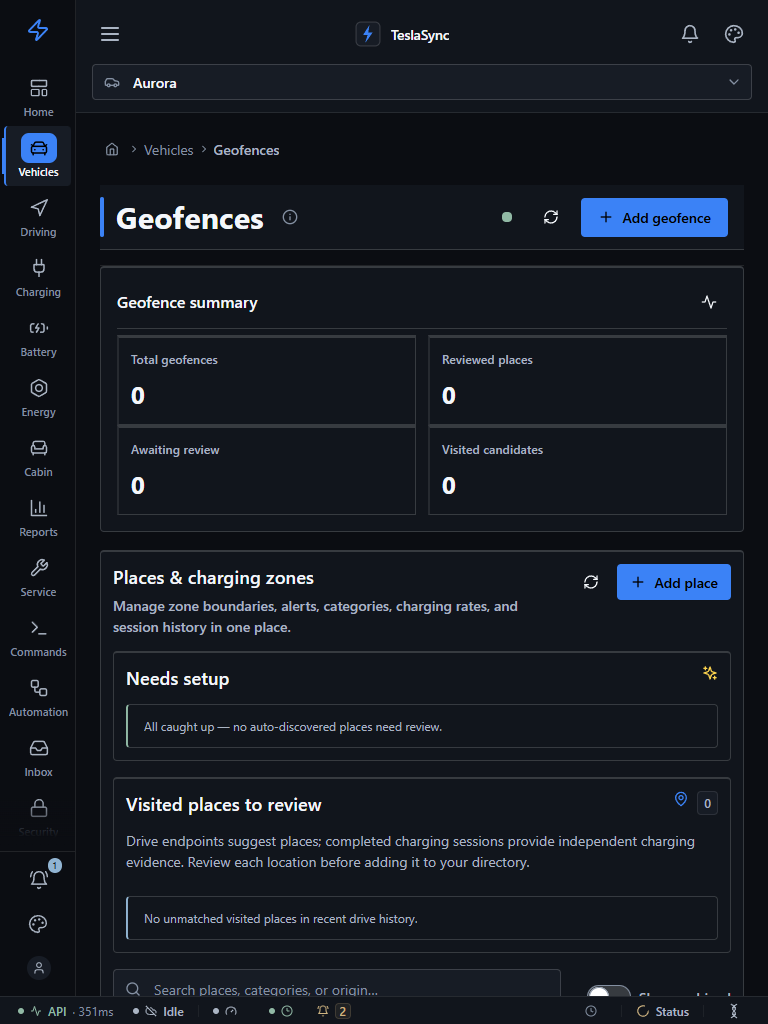 TeslaSync
Aurora
Home
Vehicles
Driving
Charging
Battery
Energy
Cabin
Reports
Service
Commands
Automation
Inbox
Security
1
Vehicles
Geofences
Geofences
Add geofence
Geofence summary
Total geofences
0
Reviewed places
0
Awaiting review
0
Visited candidates
0
Places & charging zones
Add place
Manage zone boundaries, alerts, categories, charging rates, and
session history in one place.
Needs setup
All caught up — no auto-discovered places need review.
Visited places to review
0
Drive endpoints suggest places; completed charging sessions provide independent charging
evidence. Review each location before adding it to your directory.
No unmatched visited places in recent drive history.
Search places, categories, or origin...
API · 351ms
Idle
2
Status